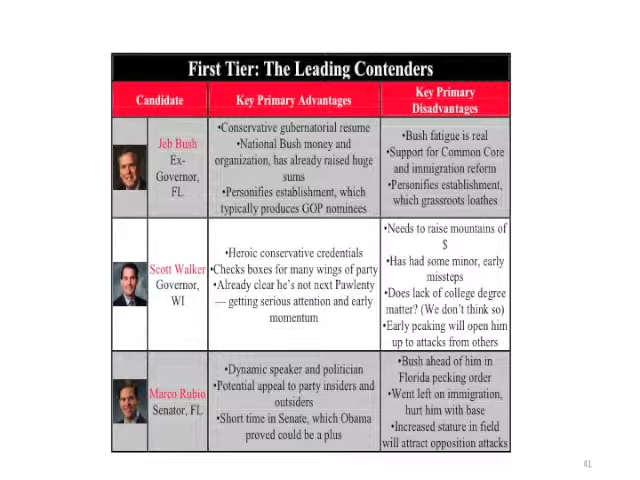 First Tier: The Leading Contenders
Candidate
Key Primary Advantages
Key Primary
Disadvantages
Jeb Bush
Ex-
Governor,
FL
•Conservative gubernatorial resume
•National Bush money and
organization, has already raised huge
sums
•Personifies establishment, which
typically produces GOP nominees
•Bush fatigue is real
•Support for Common Core
and immigration reform
•Personifies establishment,
which grassroots loathes
Scott Walker
Governor,
WI
•Heroic conservative credentials
•Checks boxes for many wings of party
•Already clear he's not next Pawlenty
— getting serious attention and early
momentum
•Needs to raise mountains of
$
•Has had some minor, early
missteps
•Does lack of college degree
matter? (We don't think so)
•Early peaking will open him
up to attacks from others
Marco Rubio
Senator, FL
•Dynamic speaker and politician
•Potential appeal to party insiders and
outsiders
•Short time in Senate, which Obama
proved could be a plus
•Bush ahead of him in
Florida pecking order
•Went left on immigration,
hurt him with base
•Increased stature in field
will attract opposition attacks
41